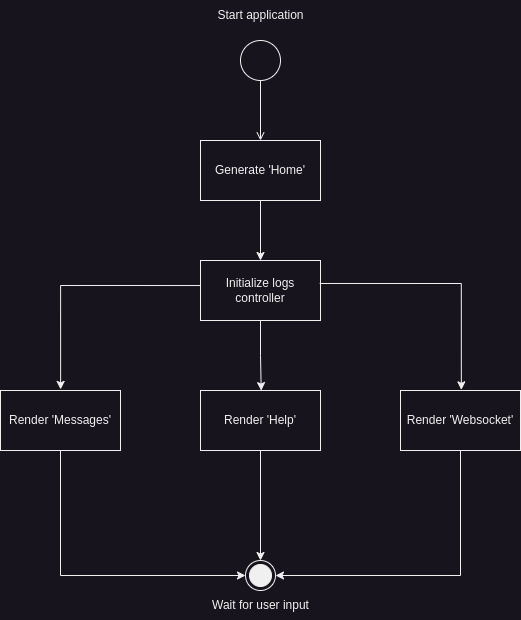 Start application
Generate 'Home'
Initialize logs
controller
Render 'Messages'
Render 'Help'
Render 'Websocket'
Wait for user input